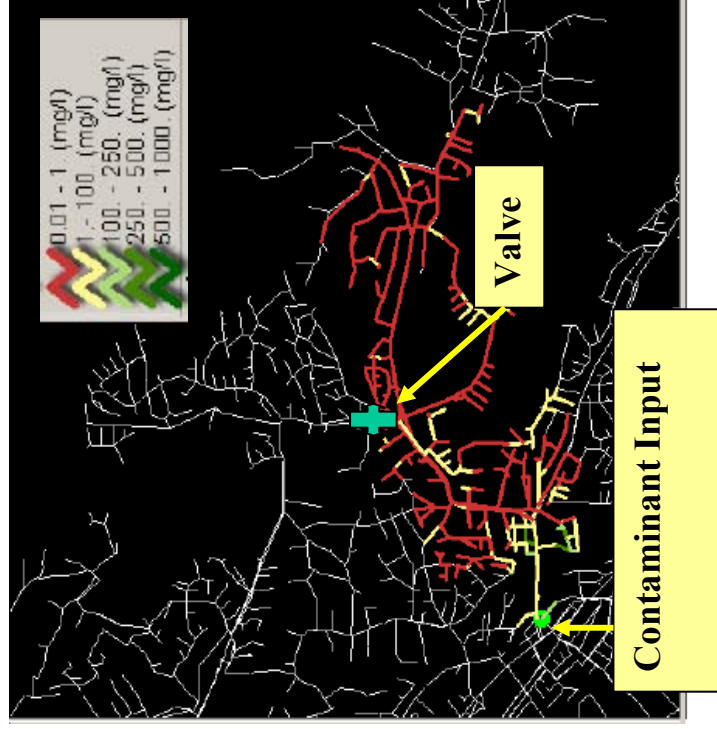 0.01 - 1 (mg/l)
1.- 100 (mg/l)
100. - 250. (mg/l)
250. - 500. (mg/l)
500. - 1000. (mg/l)
Valve
Contaminant Input